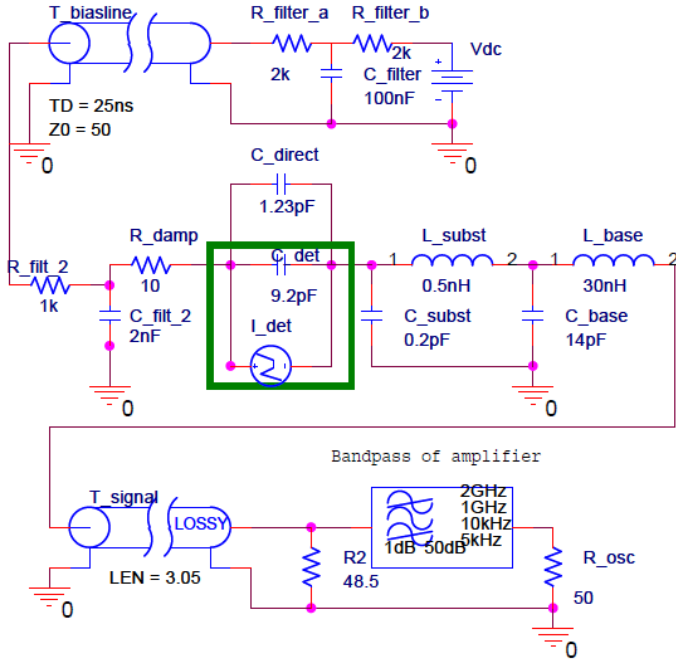 T_biasline
R_filter_a
R_filter_b
2k
2k
C_filter
100nF
Vdc
+
-
TD = 25ns
Z0 = 50
0
0
C_direct
1.23pF
R_damp
10
C_det
9.2pF
I_det
+
-
R_filt_2
1k
C_filt_2
2nF
0
1
L_subst
2
0.5nH
C_subst
0.2pF
1
L_base
2
30nH
C_base
14pF
0
Bandpass of amplifier
T_signal
LOSSY
LEN = 3.05
0
R2
48.5
2GHz
1GHz
10kHz
5kHz
1dB 50dB
R_osc
50
0